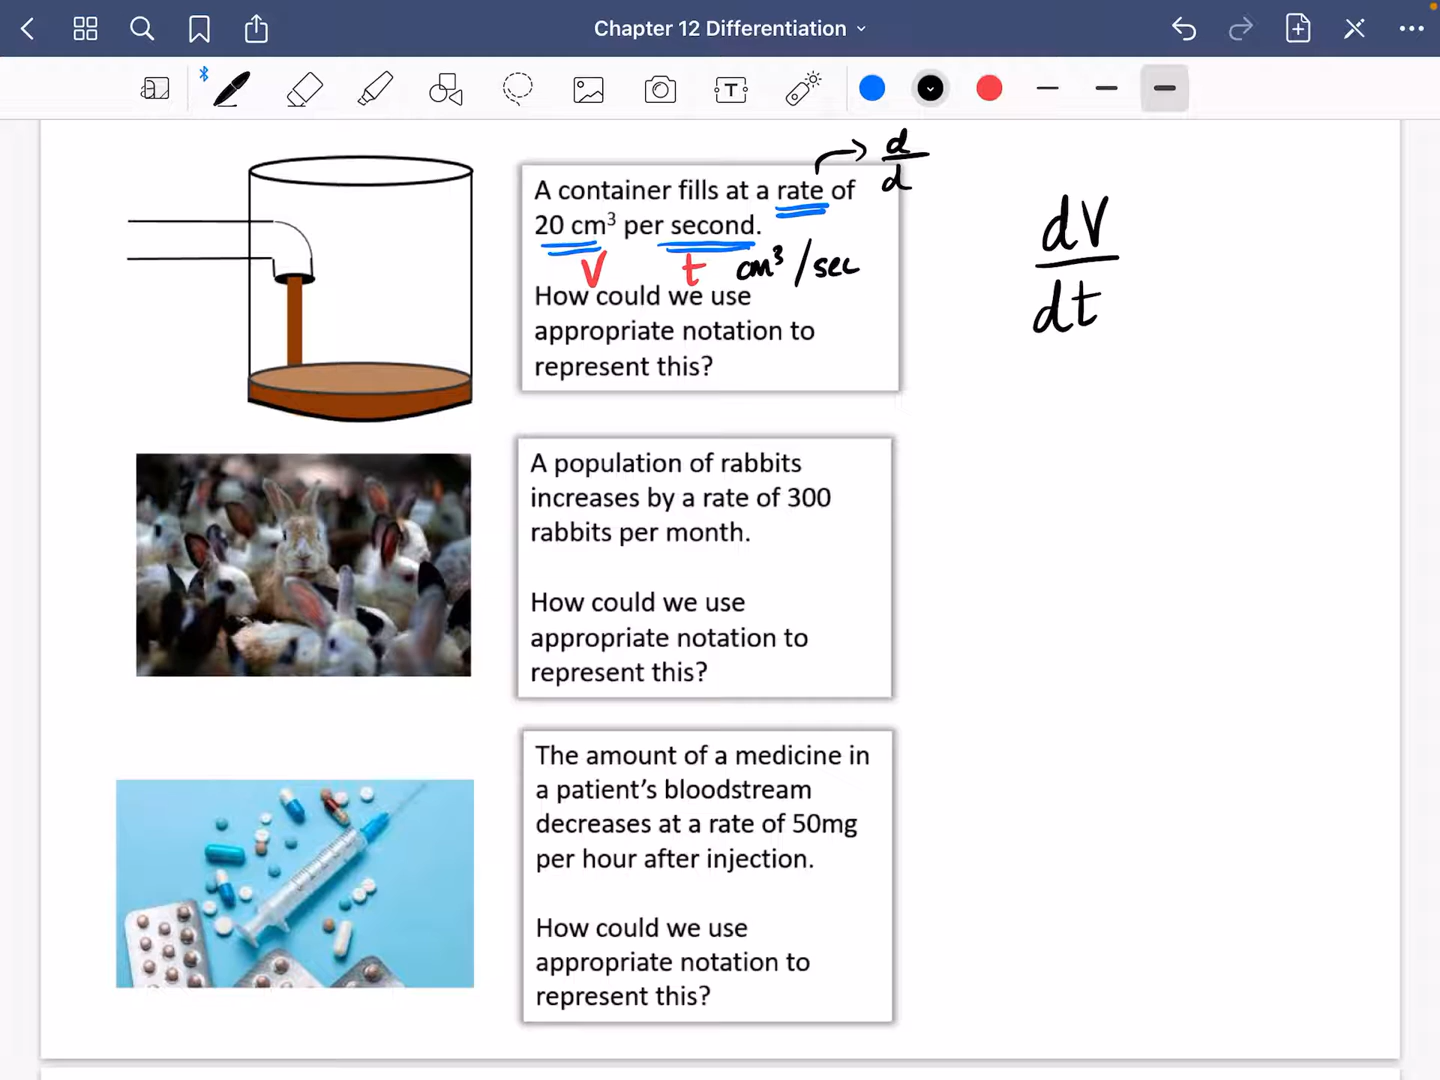 Chapter 12 Differentiation
T
d
d
A container fills at a rate of
20 cm³ per second.
V t cm³/sec
How could we use
appropriate notation to
represent this?
dV
dt
A population of rabbits
increases by a rate of 300
rabbits per month.
How could we use
appropriate notation to
represent this?
The amount of a medicine in
a patient’s bloodstream
decreases at a rate of 50mg
per hour after injection.
How could we use
appropriate notation to
represent this?